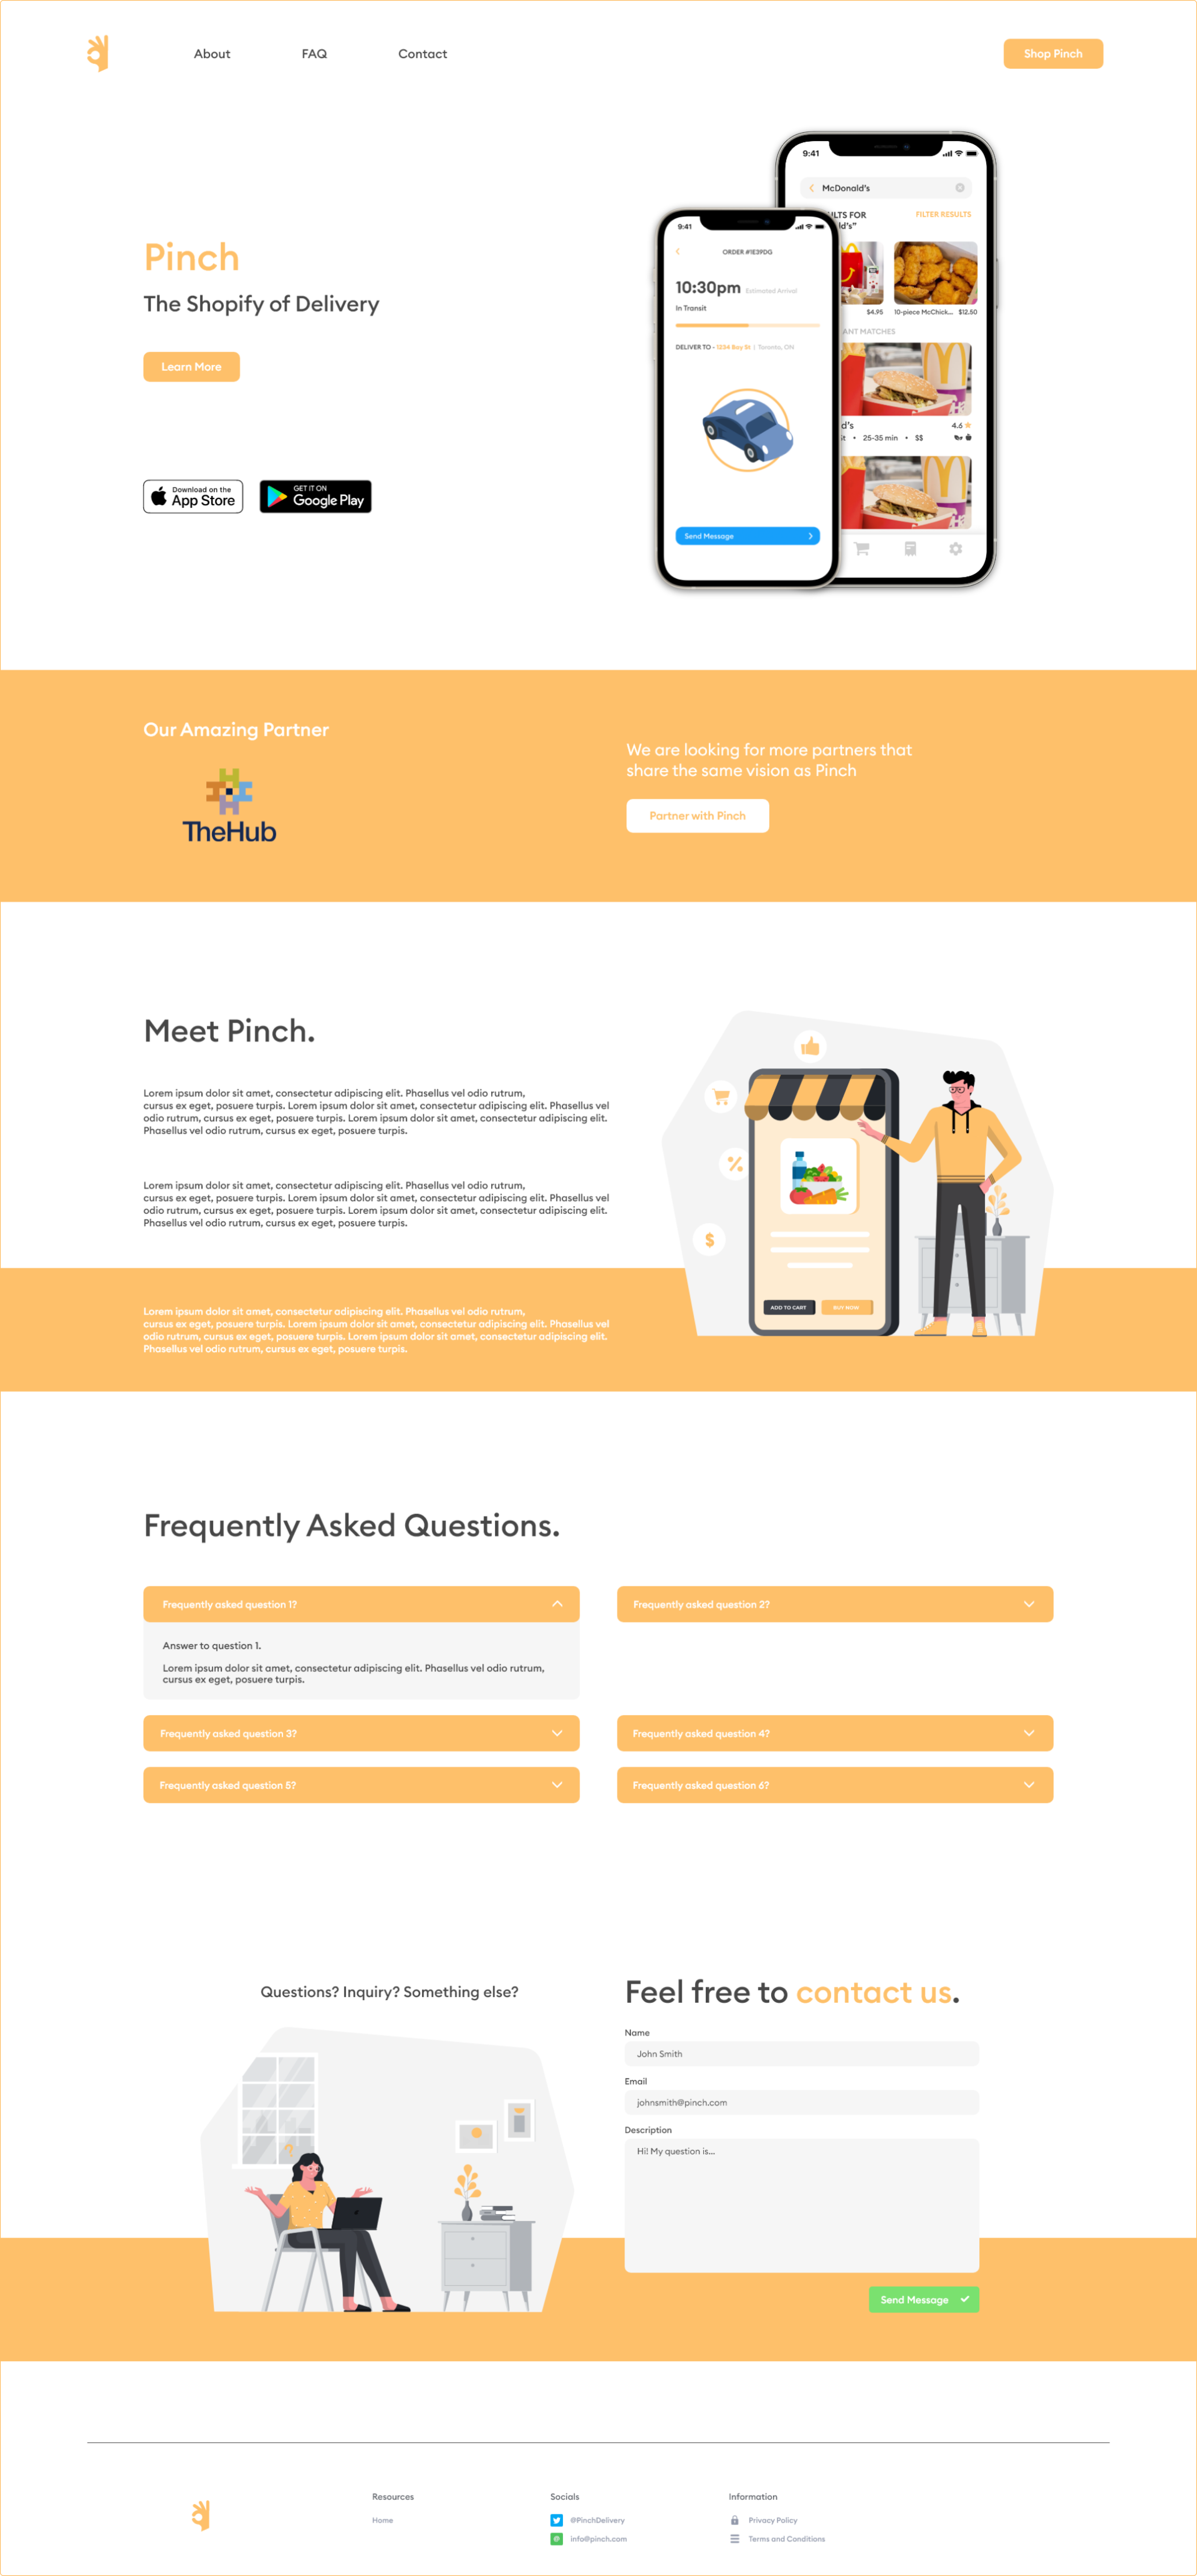 About
FAQ
Contact
Shop Pinch
Pinch
The Shopify of Delivery
Learn More
Download on the
App Store
GET IT ON
Google Play
9:41
McDonald's
ULTS FOR
ld's"
FILTER RESULTS
$4.95
10-piece McChick... $12.50
ANT MATCHES
d's
4.6
it • 25-35 min • $$
9:41
ORDER #1E39DG
10:30pm Estimated Arrival
In Transit
DELIVER TO - 1234 Bay St | Toronto, ON
Send Message
Our Amazing Partner
TheHub
We are looking for more partners that
share the same vision as Pinch
Partner with Pinch
Meet Pinch.
Lorem ipsum dolor sit amet, consectetur adipiscing elit. Phasellus vel odio rutrum,
cursus ex eget, posuere turpis. Lorem ipsum dolor sit amet, consectetur adipiscing elit. Phasellus vel
odio rutrum, cursus ex eget, posuere turpis. Lorem ipsum dolor sit amet, consectetur adipiscing elit.
Phasellus vel odio rutrum, cursus ex eget, posuere turpis.
Lorem ipsum dolor sit amet, consectetur adipiscing elit. Phasellus vel odio rutrum,
cursus ex eget, posuere turpis. Lorem ipsum dolor sit amet, consectetur adipiscing elit. Phasellus vel
odio rutrum, cursus ex eget, posuere turpis. Lorem ipsum dolor sit amet, consectetur adipiscing elit.
Phasellus vel odio rutrum, cursus ex eget, posuere turpis.
Lorem ipsum dolor sit amet, consectetur adipiscing elit. Phasellus vel odio rutrum,
cursus ex eget, posuere turpis. Lorem ipsum dolor sit amet, consectetur adipiscing elit. Phasellus vel
odio rutrum, cursus ex eget, posuere turpis. Lorem ipsum dolor sit amet, consectetur adipiscing elit.
Phasellus vel odio rutrum, cursus ex eget, posuere turpis.
%
$
ADD TO CART
BUY NOW
Frequently Asked Questions.
Frequently asked question 1?
Frequently asked question 2?
Answer to question 1.
Lorem ipsum dolor sit amet, consectetur adipiscing elit. Phasellus vel odio rutrum,
cursus ex eget, posuere turpis.
Frequently asked question 3?
Frequently asked question 4?
Frequently asked question 5?
Frequently asked question 6?
Questions? Inquiry? Something else?
?
Feel free to contact us.
Name
John Smith
Email
johnsmith@pinch.com
Description
Hi! My question is...
Send Message
Resources
Home
Socials
@PinchDelivery
@ info@pinch.com
Information
Privacy Policy
Terms and Conditions